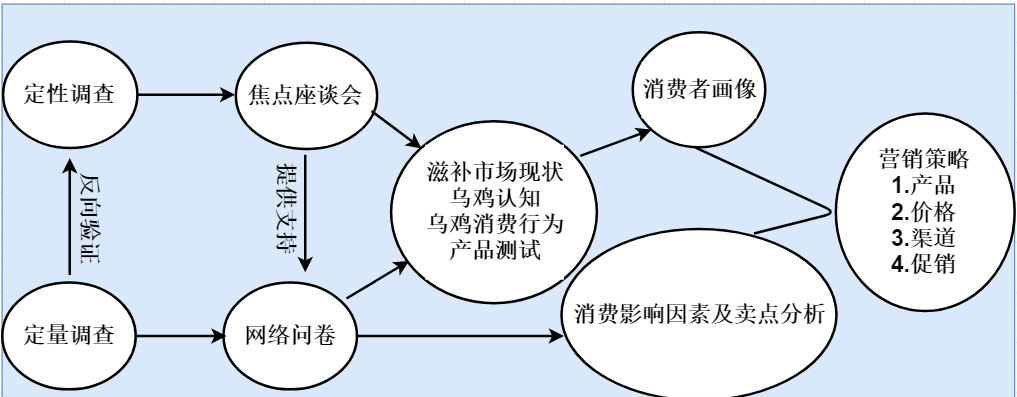 定性调查
焦点座谈会
消费者画像
滋补市场现状
乌鸡认知
乌鸡消费行为
产品测试
营销策略
1.产品
2.价格
3.渠道
4.促销
反向验证
提供支持
定量调查
网络问卷
消费影响因素及卖点分析